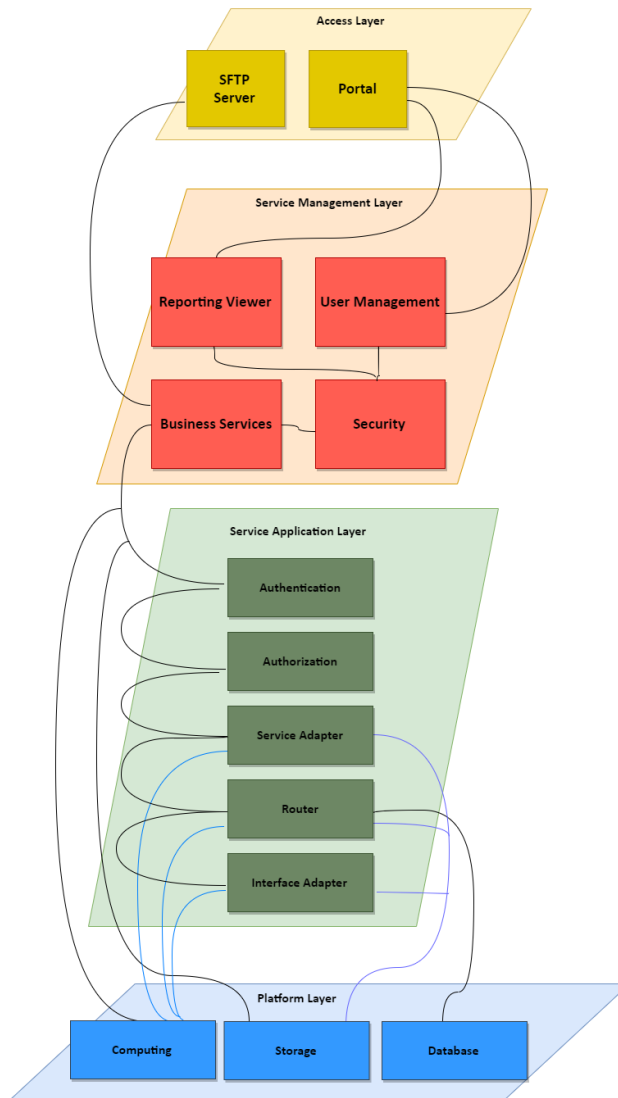 Access Layer
SFTP
Server
Portal
Service Management Layer
Reporting Viewer
User Management
Business Services
Security
Service Application Layer
Authentication
Authorization
Service Adapter
Router
Interface Adapter
Platform Layer
Computing
Storage
Database